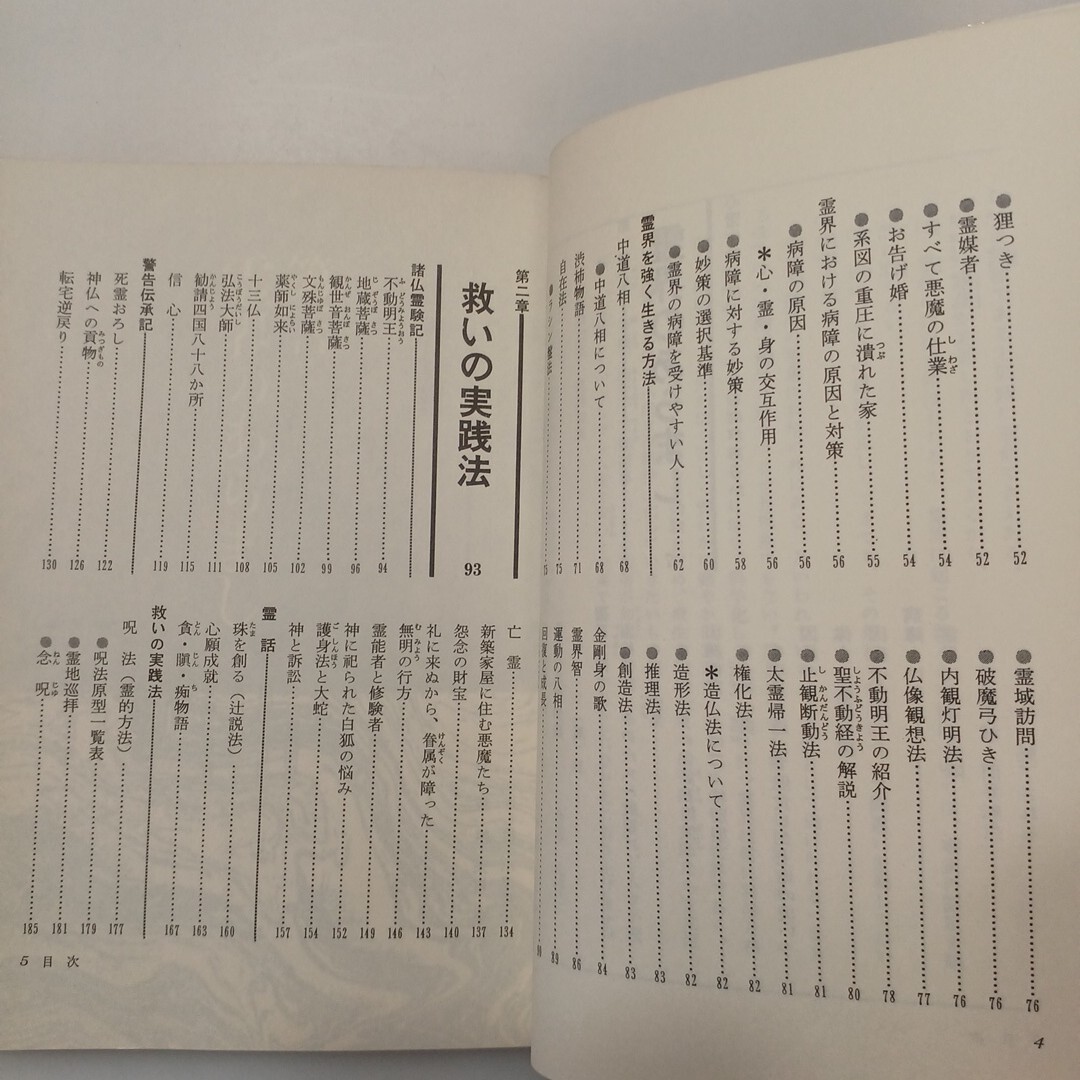 ●狸つき 52
●霊媒者 52
●すべて悪魔の仕業 54
●お告げ婚 54
●系図の重圧に潰れた家 55
霊界における病障の原因と対策 56
●病障の原因 56
＊心・霊・身の交互作用 56
●病障に対する妙策 58
●妙策の選択基準 60
●霊界の病障を受けやすい人 62
霊界を強く生きる方法
中道八相 68
●中道八相について 68
渋柿物語 71
自在法 75
75
●霊域訪問 76
●破魔弓ひき 76
●内観灯明法 76
●仏像観想法 77
●不動明王の紹介 78
●聖不動経の解説 80
●止観断動法 81
●太霊帰一法 81
●権化法 82
＊造仏法について 82
●造形法 82
●推理法 83
●創造法 83
金剛身の歌 84
霊界智 86
運動の八相 89
4
第二章
救いの実践法 93
諸仏霊験記
不動明王 94
地蔵菩薩 96
観世音菩薩 99
文殊菩薩 102
薬師如来 105
十三仏 108
弘法大師 111
勧請四国八十八か所 115
信心 119
警告伝承記
死霊おろし 122
神仏への貢物 126
転宅逆戻り 130
亡霊 134
新築家屋に住む悪魔たち 137
怨念の財宝 140
礼に来ぬから、眷属が障った 143
無明の行方 146
霊能者と修験者 149
神に祀られた白狐の悩み 152
護身法と大蛇 154
神と訴訟 157
霊話
珠を創る（辻説法） 160
心願成就 163
貪・瞋・痴物語 167
救いの実践法
呪法（霊的方法） 177
●呪法原型一覧表 179
●霊地巡拝 181
●念呪 185
5 目次